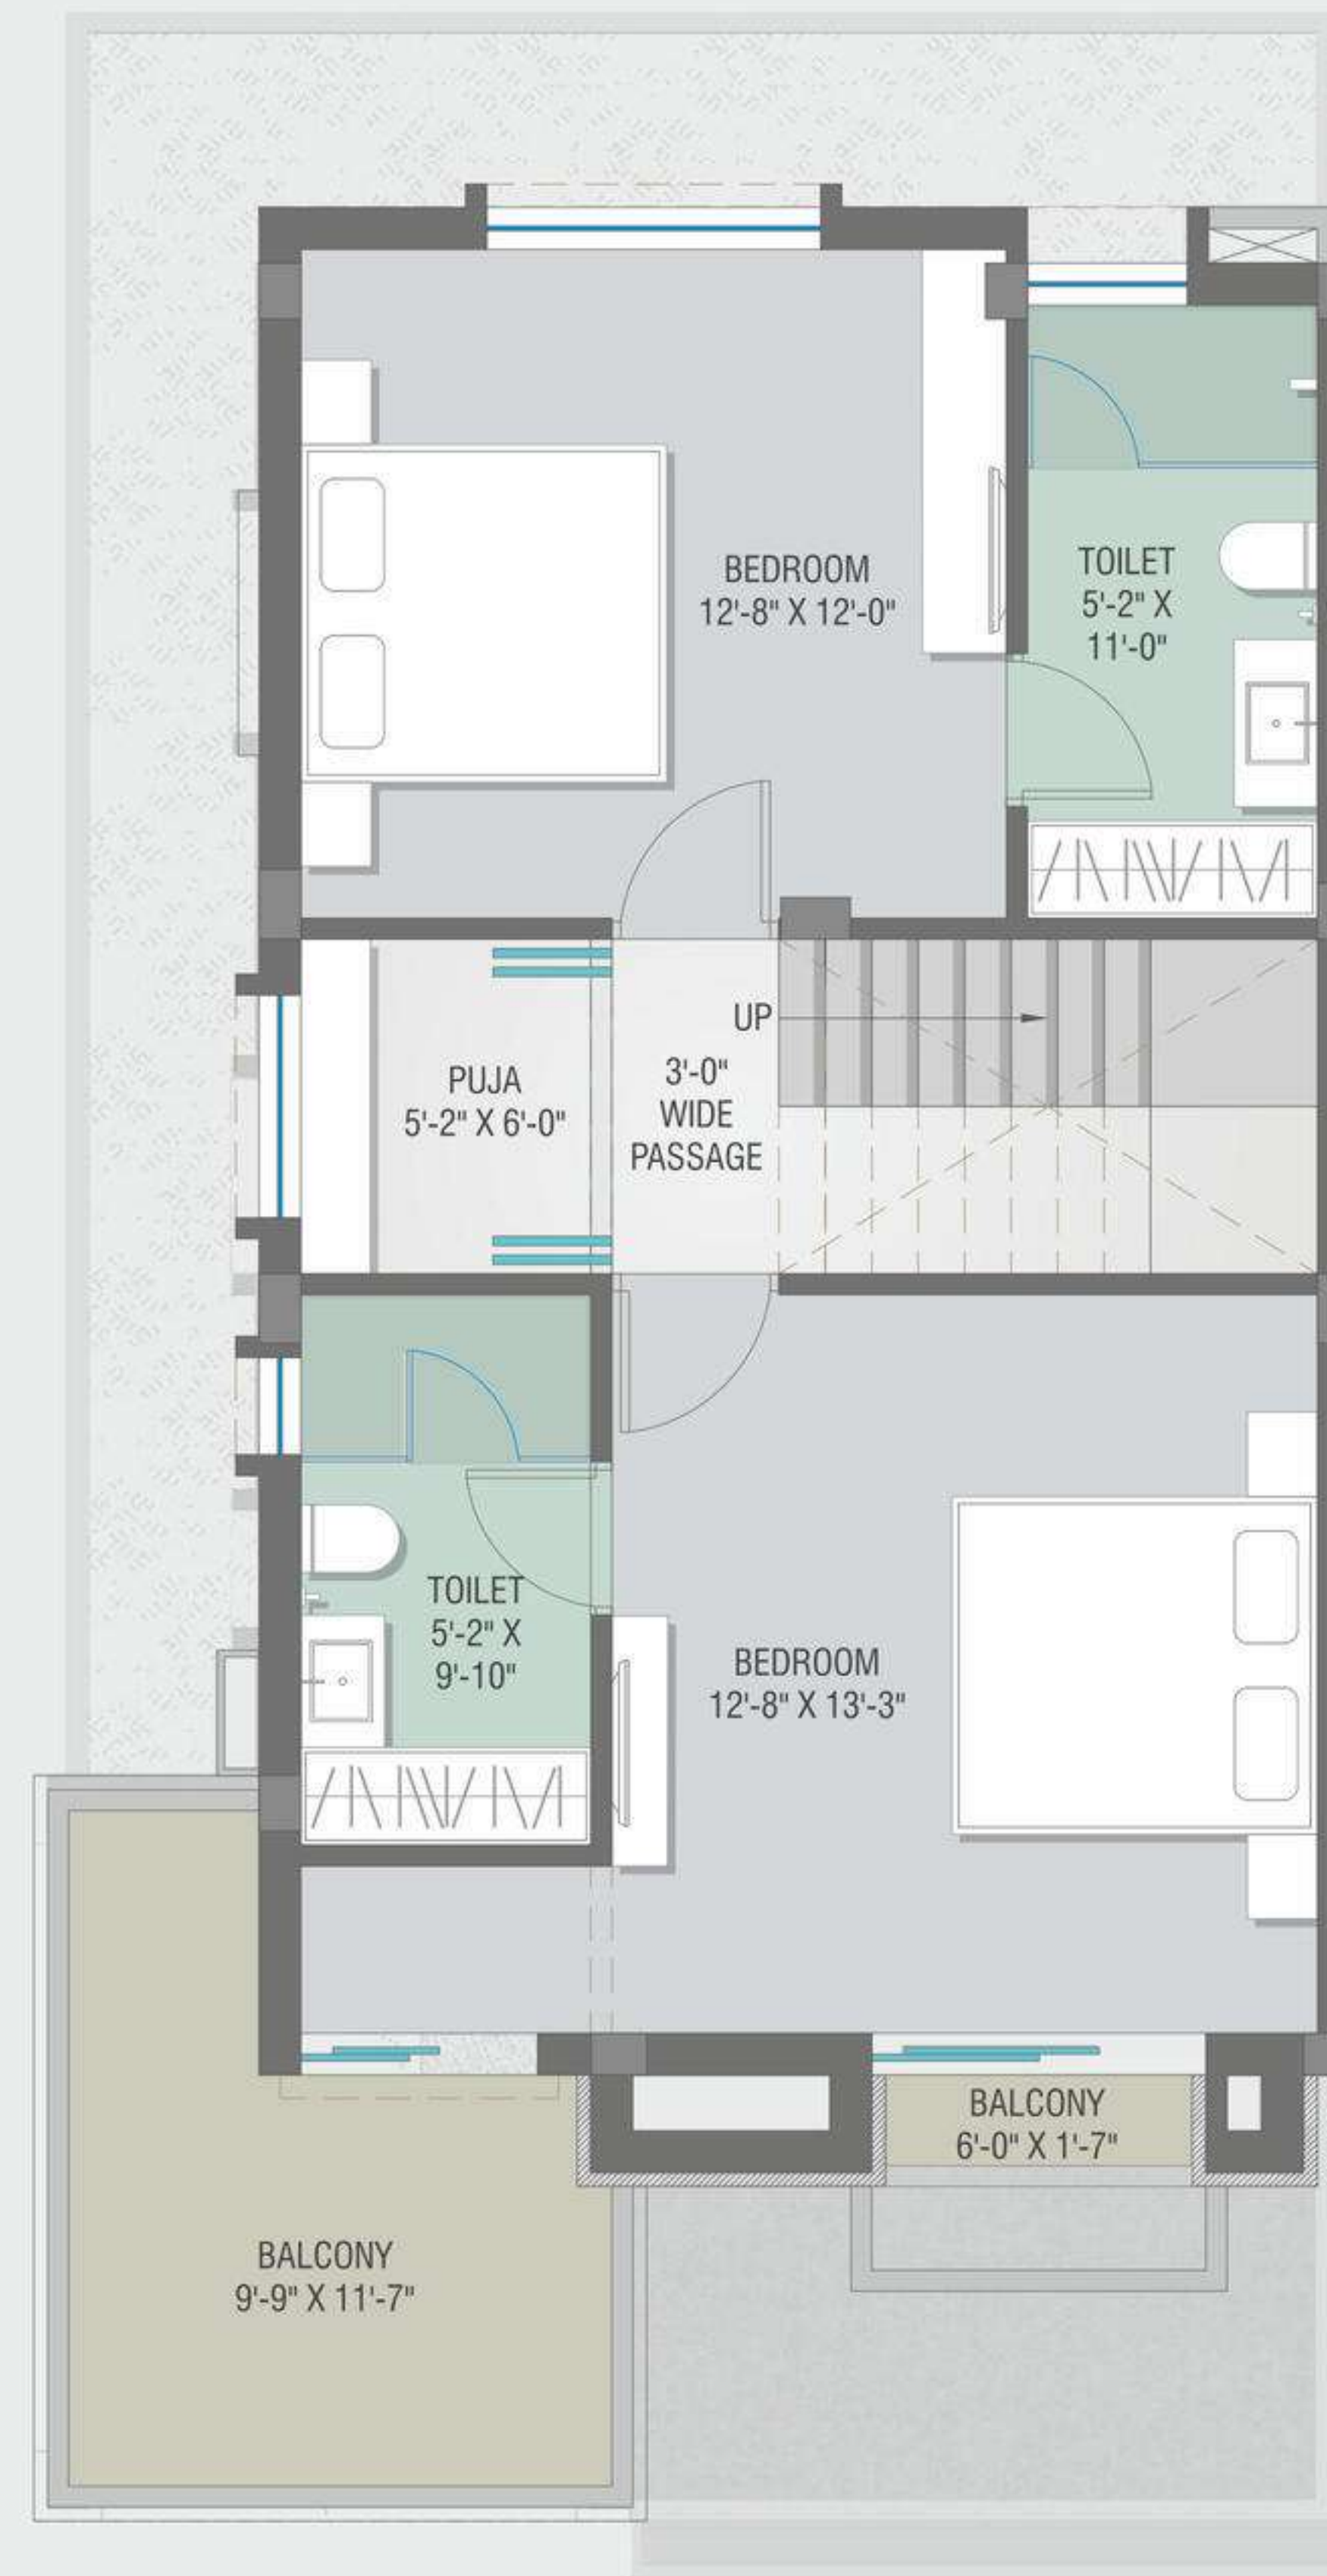 BEDROOM
12'-8" X 12'-0"
TOILET
5'-2" X
11'-0"
UP
PUJA
5'-2" X 6'-0"
3'-0"
WIDE
PASSAGE
TOILET
5'-2" X
9'-10"
BEDROOM
12'-8" X 13'-3"
BALCONY
6'-0" X 1'-7"
BALCONY
9'-9" X 11'-7"